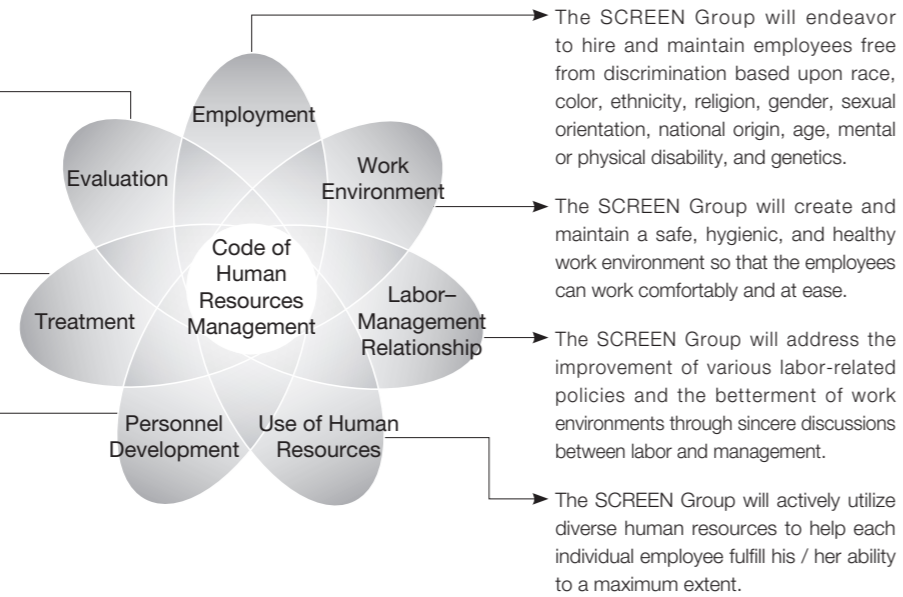 Employment
Evaluation
Work
Environment
Code of
Human
Resources
Management
Treatment
Labor–
Management
Relationship
Personnel
Development
Use of Human
Resources
The SCREEN Group will endeavor
to hire and maintain employees free
from discrimination based upon race,
color, ethnicity, religion, gender, sexual
orientation, national origin, age, mental
or physical disability, and genetics.
The SCREEN Group will create and
maintain a safe, hygienic, and healthy
work environment so that the employees
can work comfortably and at ease.
The SCREEN Group will address the
improvement of various labor-related
policies and the betterment of work
environments through sincere discussions
between labor and management.
The SCREEN Group will actively utilize
diverse human resources to help each
individual employee fulfill his / her ability
to a maximum extent.